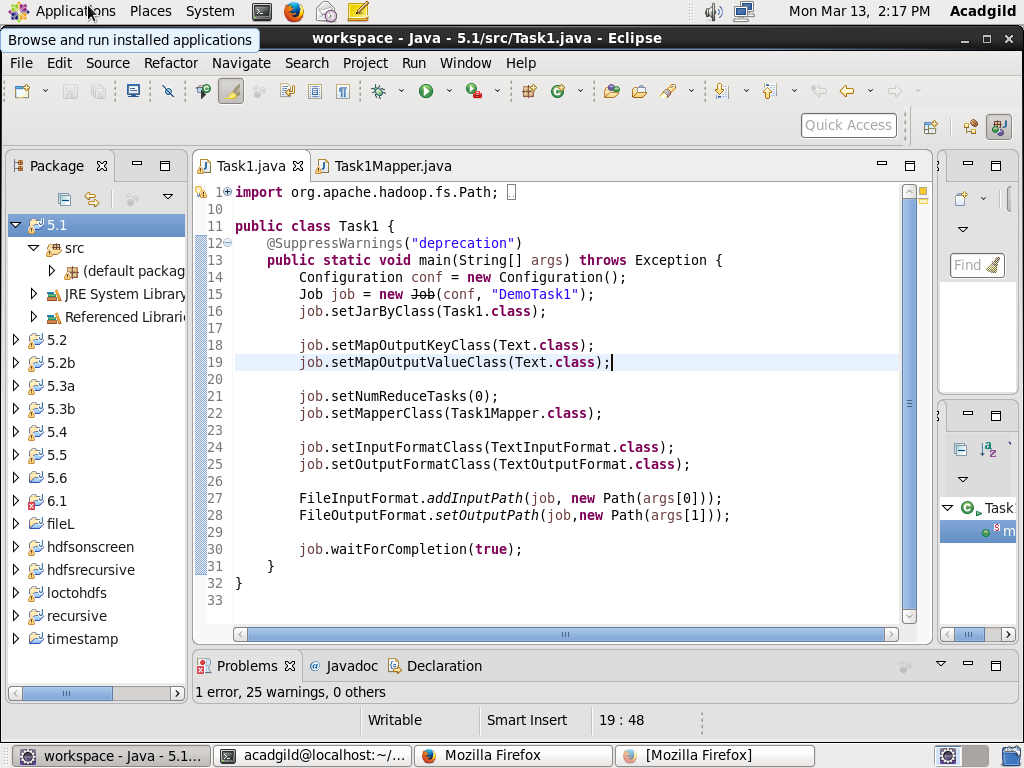 Applications Places System Mon Mar 13, 2:17 PM Acadgild
Browse and run installed applications
workspace - Java - 5.1/src/Task1.java - Eclipse
File Edit Source Refactor Navigate Search Project Run Window Help
Quick Access
Package
Task1.java Task1Mapper.java
5.1
src
(default packag
JRE System Library
Referenced Librari
5.2
5.2b
5.3a
5.3b
5.4
5.5
5.6
6.1
fileL
hdfsonscreen
hdfsrecursive
loctohdfs
recursive
timestamp
1 import org.apache.hadoop.fs.Path;
10
11 public class Task1 {
12 @SuppressWarnings("deprecation")
13 public static void main(String[] args) throws Exception {
14 Configuration conf = new Configuration();
15 Job job = new Job(conf, "DemoTask1");
16 job.setJarByClass(Task1.class);
17
18 job.setMapOutputKeyClass(Text.class);
19 job.setMapOutputValueClass(Text.class);
20
21 job.setNumReduceTasks(0);
22 job.setMapperClass(Task1Mapper.class);
23
24 job.setInputFormatClass(TextInputFormat.class);
25 job.setOutputFormatClass(TextOutputFormat.class);
26
27 FileInputFormat.addInputPath(job, new Path(args[0]));
28 FileOutputFormat.setOutputPath(job,new Path(args[1]));
29
30 job.waitForCompletion(true);
31 }
32 }
33
Find
Task
m
Problems @ Javadoc Declaration
1 error, 25 warnings, 0 others
Writable Smart Insert 19 : 48
workspace - Java - 5.1... acadgild@localhost:~/... Mozilla Firefox [Mozilla Firefox]